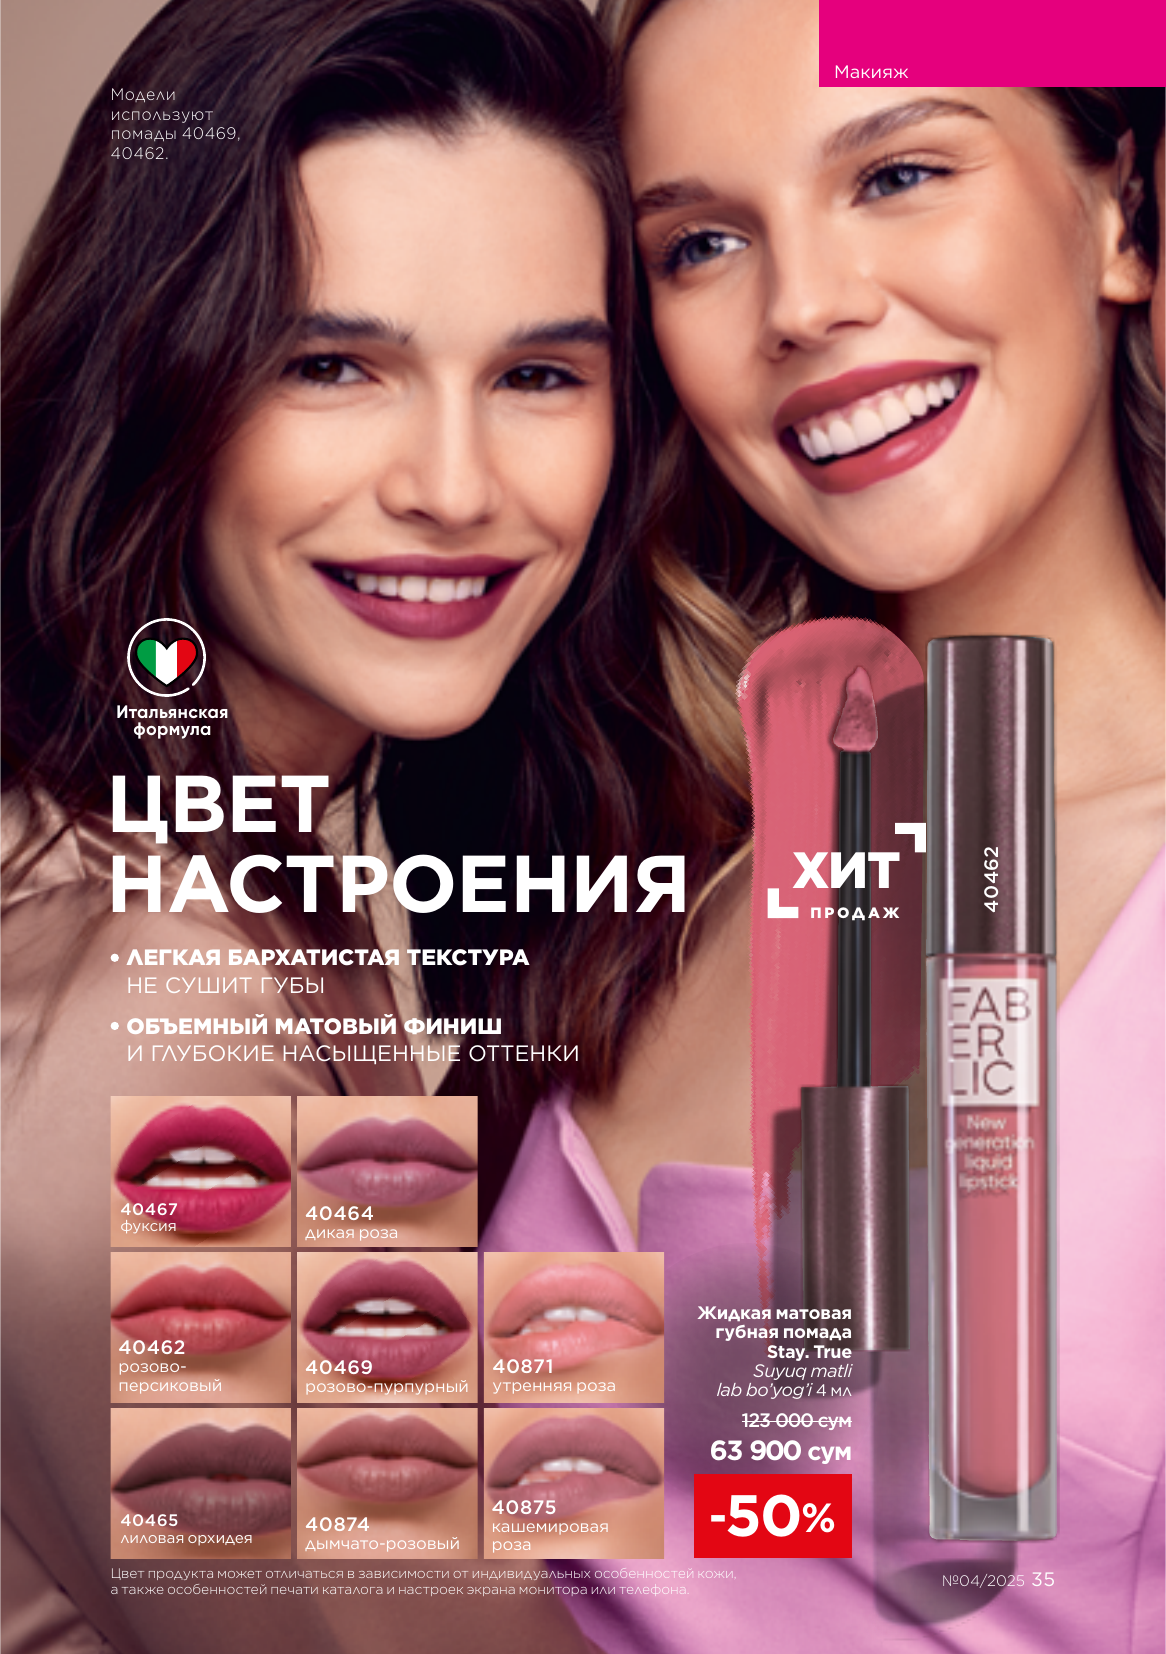 Макияж
Модели
используют
помады 40469,
40462.
Итальянская
формула
ЦВЕТ
НАСТРОЕНИЯ
• ЛЕГКАЯ БАРХАТИСТАЯ ТЕКСТУРА
НЕ СУШИТ ГУБЫ
• ОБЪЕМНЫЙ МАТОВЫЙ ФИНИШ
И ГЛУБОКИЕ НАСЫЩЕННЫЕ ОТТЕНКИ
ХИТ
ПРОДАЖ
40462
FAB
ER
LIC
New
generation
liquid
lipstick
40467
фуксия
40464
дикая роза
40462
розово-
персиковый
40469
розово-пурпурный
40871
утренняя роза
40465
лиловая орхидея
40874
дымчато-розовый
40875
кашемировая
роза
Жидкая матовая
губная помада
Stay. True
Suyuq matli
lab bo'yog'i 4 мл
123 000 сум
63 900 сум
-50%
Цвет продукта может отличаться в зависимости от индивидуальных особенностей кожи,
а также особенностей печати каталога и настроек экрана монитора или телефона.
№04/2025 35